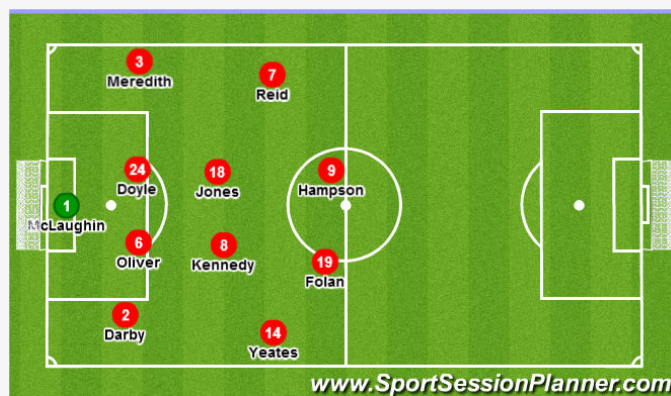 3
Meredith
7
Reid
24
Doyle
18
Jones
9
Hampson
1
McLaughin
6
Oliver
8
Kennedy
19
Folan
2
Darby
14
Yeates
www.SportSessionPlanner.com